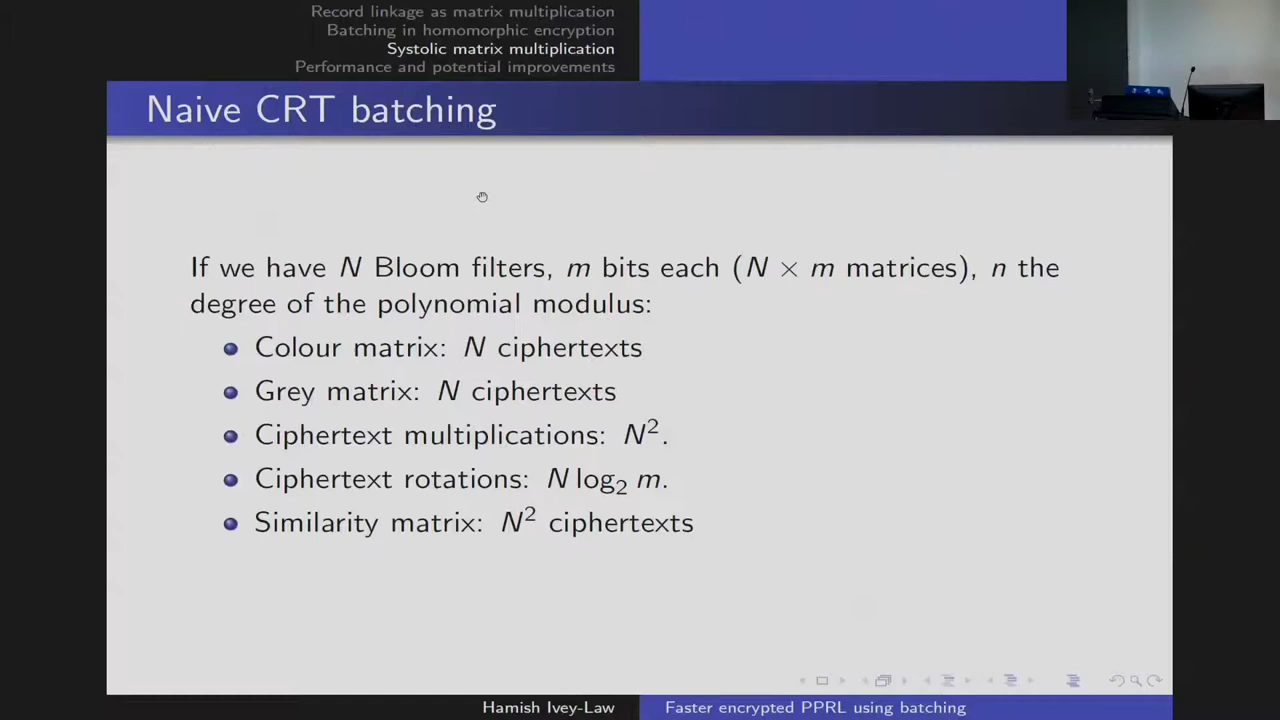 Record linkage as matrix multiplication
Batching in homomorphic encryption
Systolic matrix multiplication
Performance and potential improvements
Naive CRT batching
If we have N Bloom filters, m bits each (N × m matrices), n the
degree of the polynomial modulus:
Colour matrix: N ciphertexts
Grey matrix: N ciphertexts
Ciphertext multiplications: N².
Ciphertext rotations: N log₂ m.
Similarity matrix: N² ciphertexts
Hamish Ivey-Law
Faster encrypted PPRL using batching